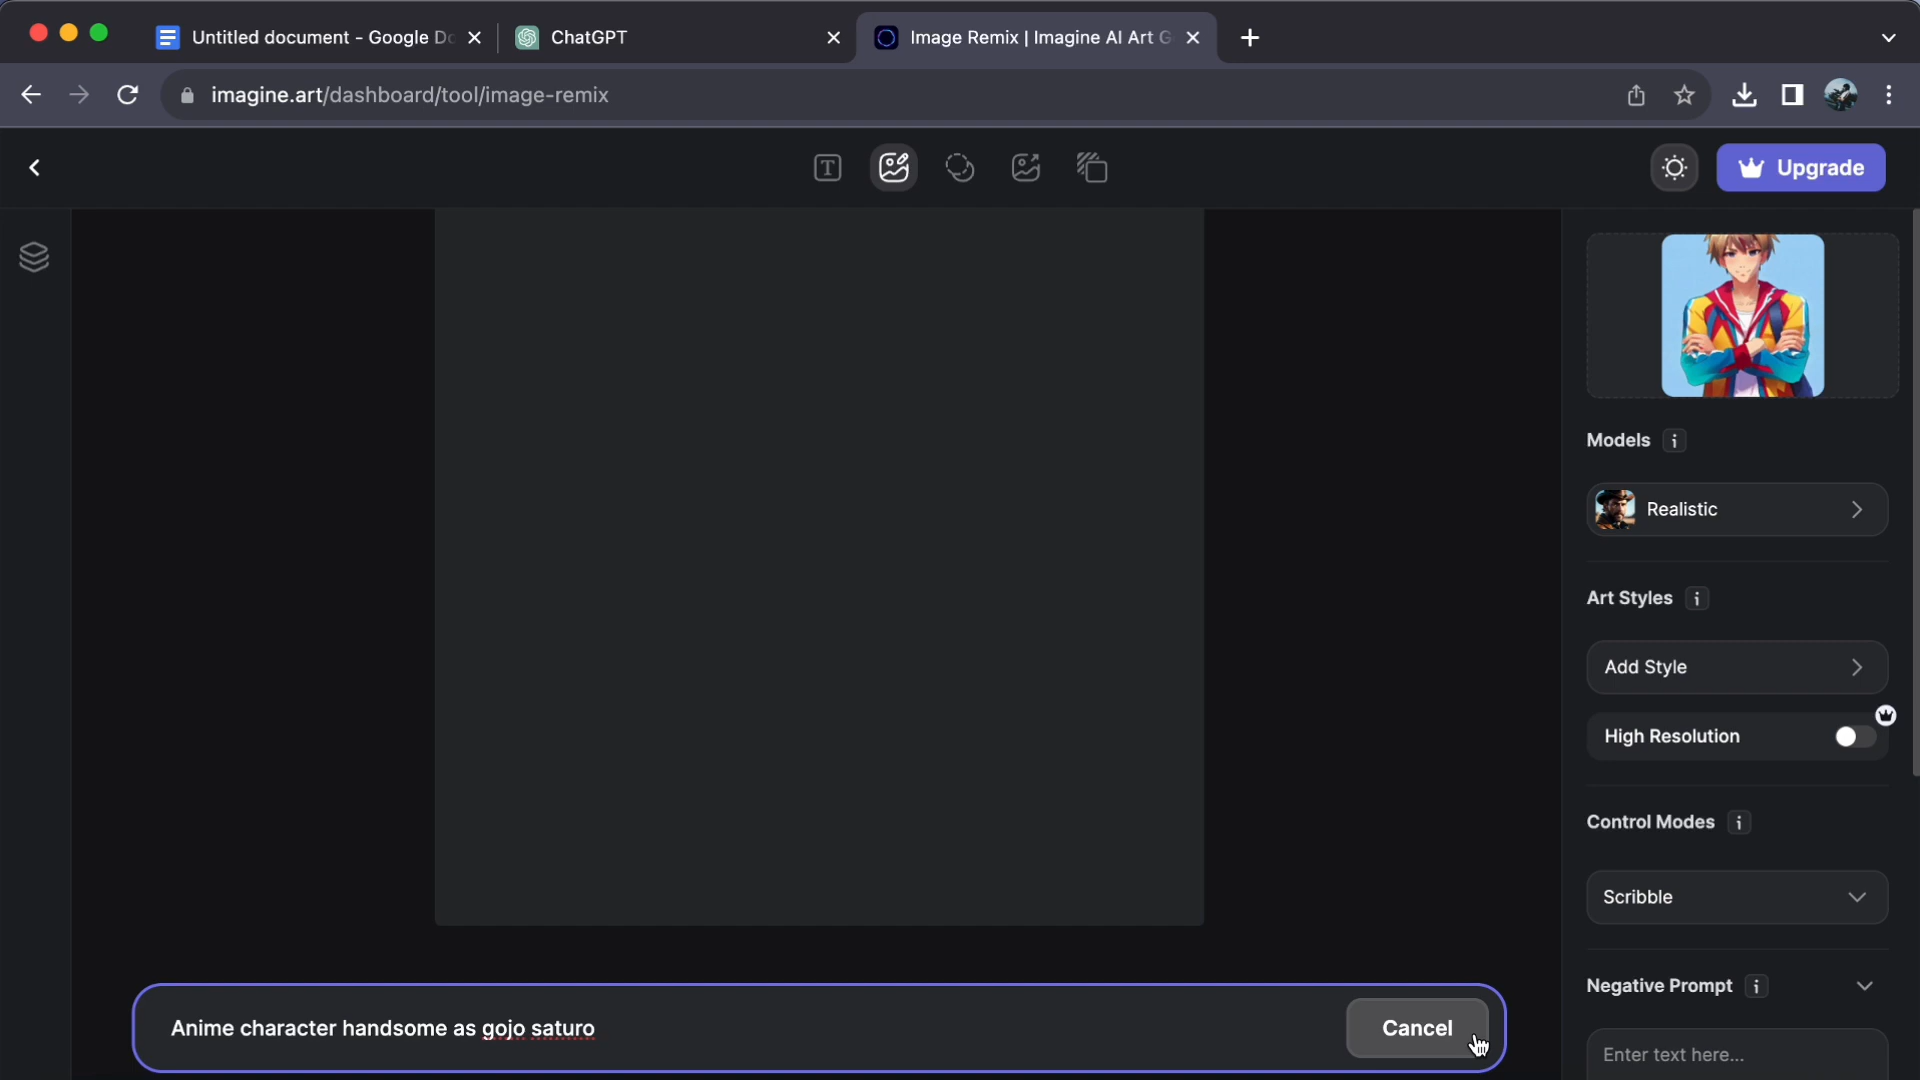 Untitled document - Google Do
ChatGPT
Image Remix | Imagine AI Art G
imagine.art/dashboard/tool/image-remix
T
Upgrade
Models i
Realistic
Art Styles i
Add Style
High Resolution
Control Modes i
Scribble
Negative Prompt i
Enter text here...
Anime character handsome as gojo saturo
Cancel